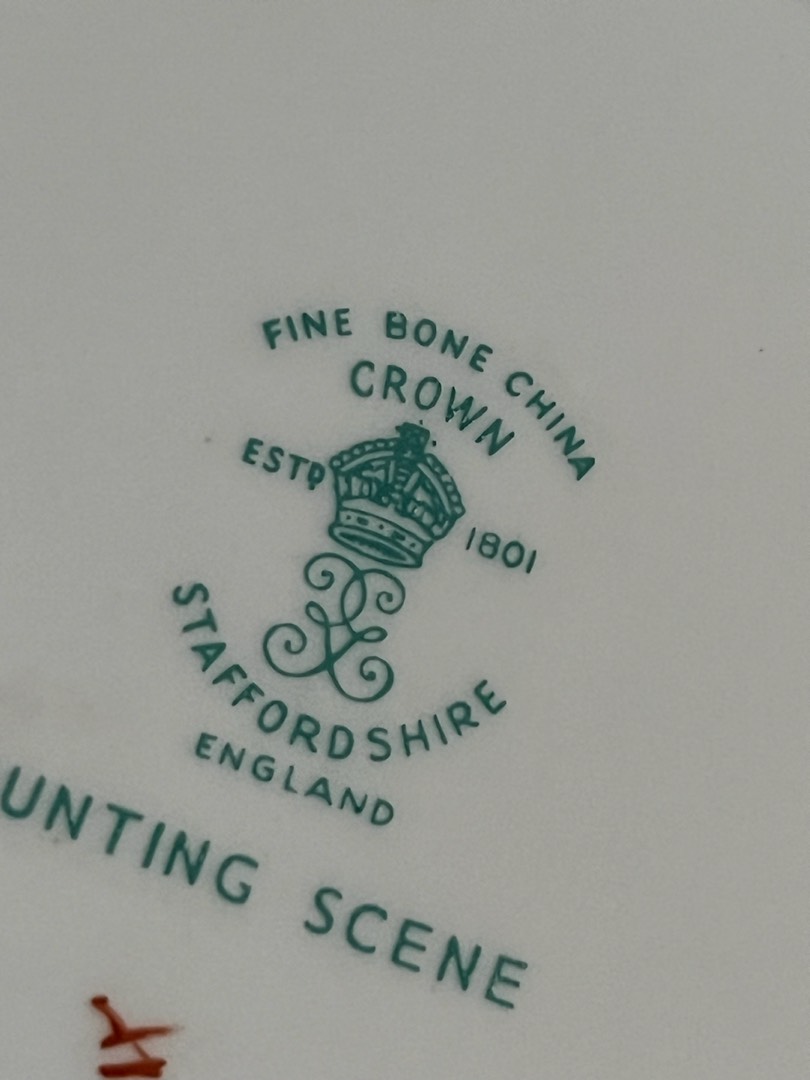 FINE BONE CHINA
CROWN
ESTD 1801
STAFFORDSHIRE
ENGLAND
UNTING SCENE